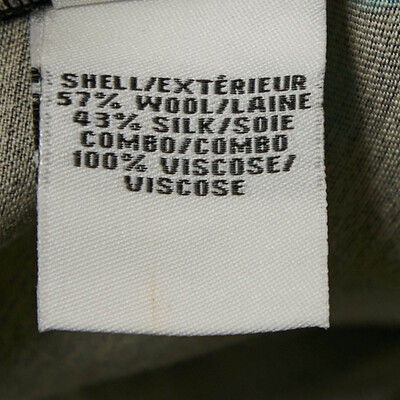 SHELL/EXTÉRIEUR
57% WOOL/LAINE
43% SILK/SOIE
COMBO/COMBO
100% VISCOSE/
VISCOSE